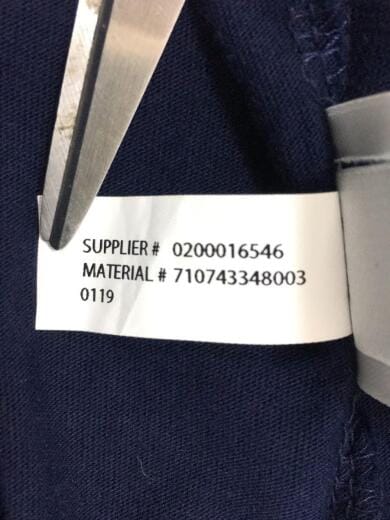 SUPPLIER # 0200016546
MATERIAL # 710743348003
0119